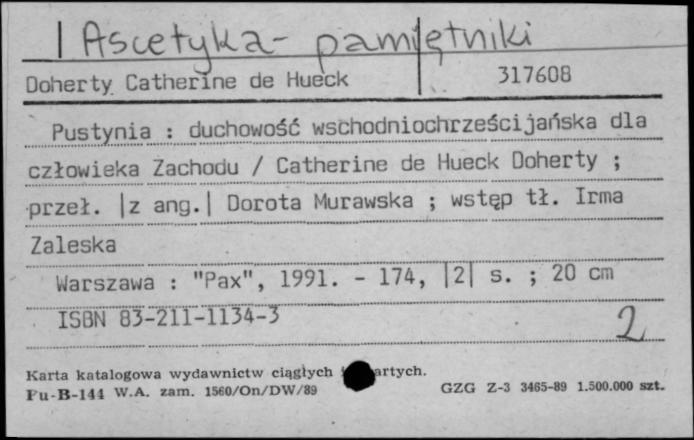 Ascetyka - pamiętniki
Doherty Catherine de Hueck 317608
Pustynia : duchowość wschodniochrześcijańska dla
człowieka Zachodu / Catherine de Hueck Doherty ;
przeł. |z ang.| Dorota Murawska ; wstęp tł. Irma
Zaleska
Warszawa : "Pax", 1991. - 174, |2| s. ; 20 cm
ISBN 83-211-1134-3
2
Karta katalogowa wydawnictw ciągłych artych.
Pu-B-144 W.A. zam. 1560/On/DW/89 GZG Z-3 3465-89 1.500.000 szt.